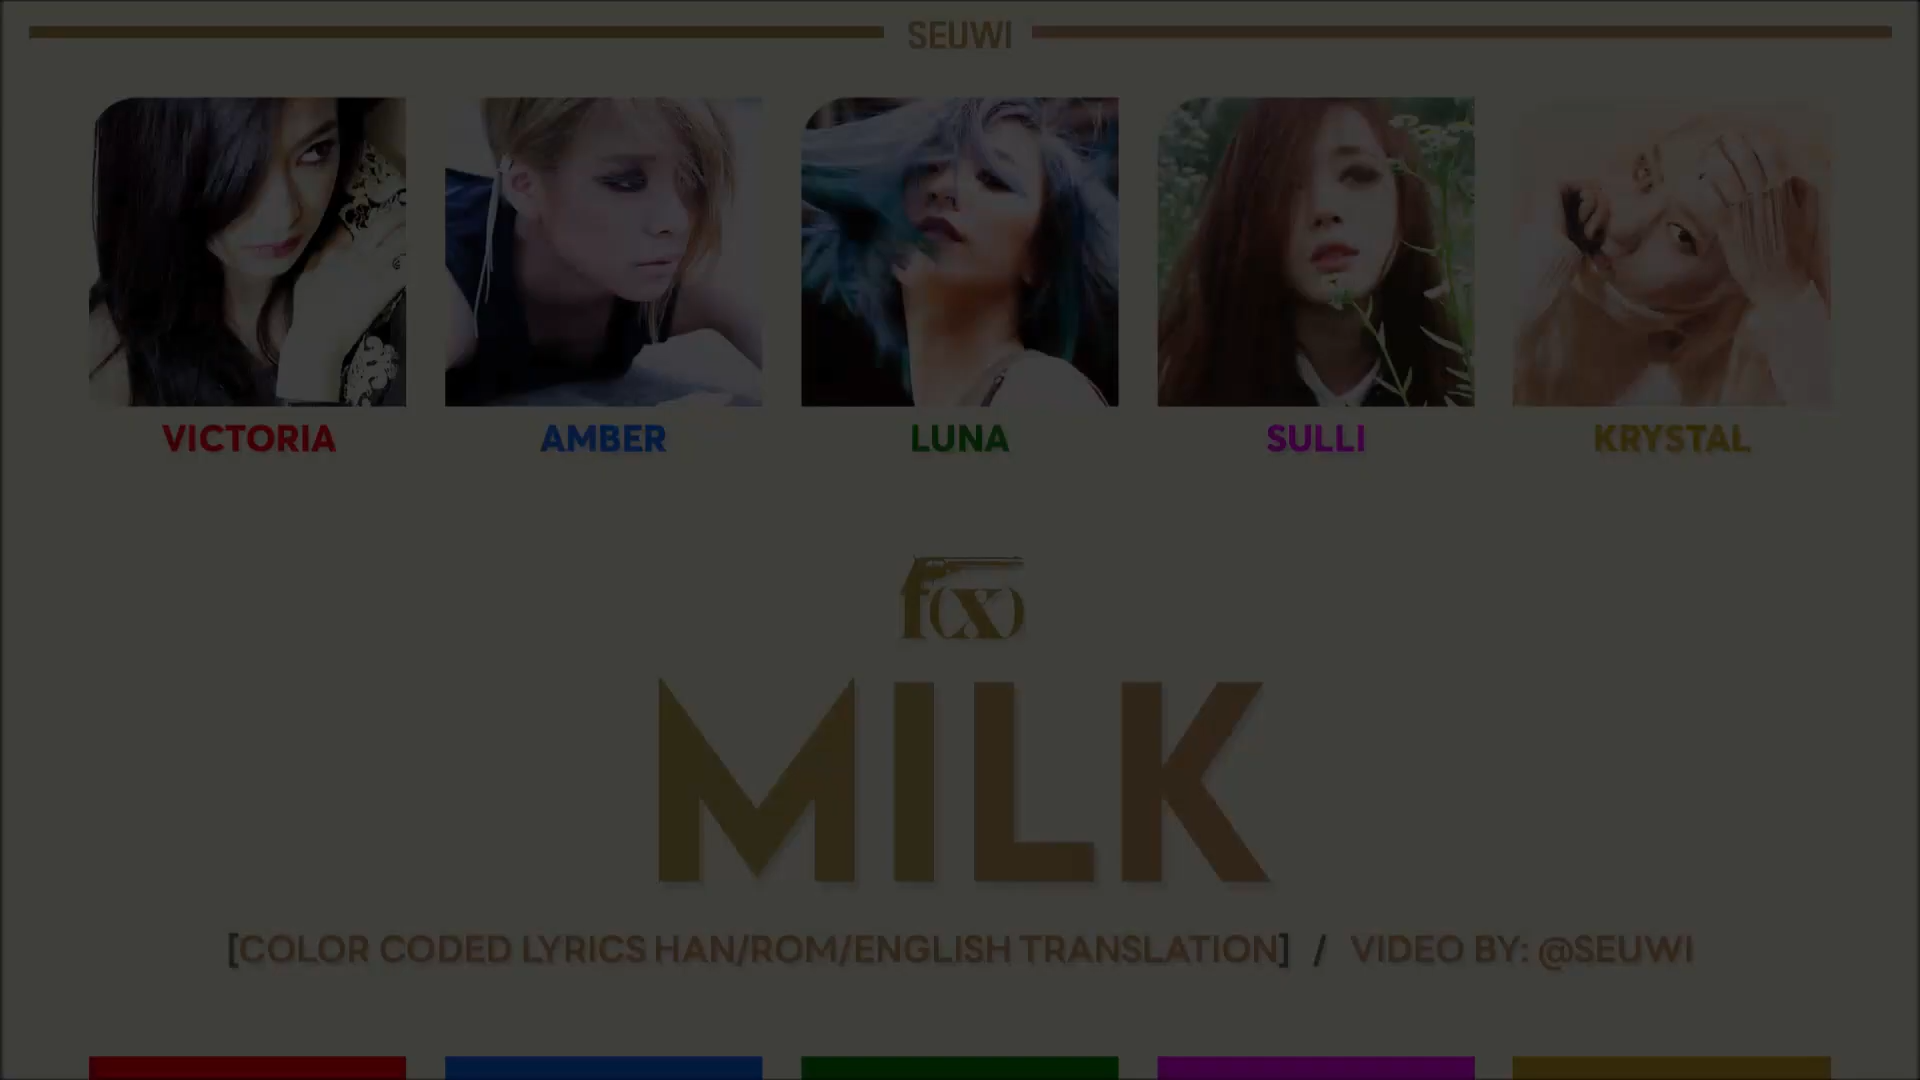 SEUWI
VICTORIA
AMBER
LUNA
SULLI
KRYSTAL
f(x)
MILK
[COLOR CODED LYRICS HAN/ROM/ENGLISH TRANSLATION] / VIDEO BY: @SEUWI